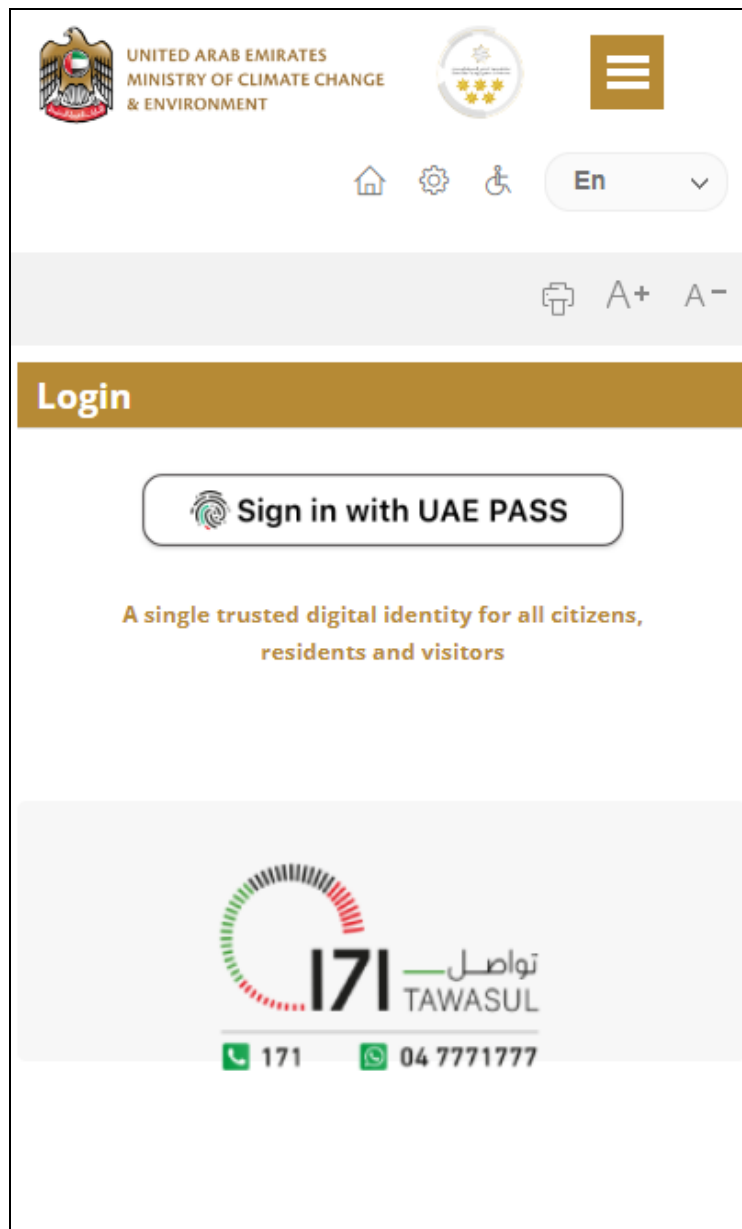 UNITED ARAB EMIRATES
MINISTRY OF CLIMATE CHANGE
& ENVIRONMENT
En
A+ A-
Login
Sign in with UAE PASS
A single trusted digital identity for all citizens,
residents and visitors
171 تواصل
TAWASUL
171 04 7771777